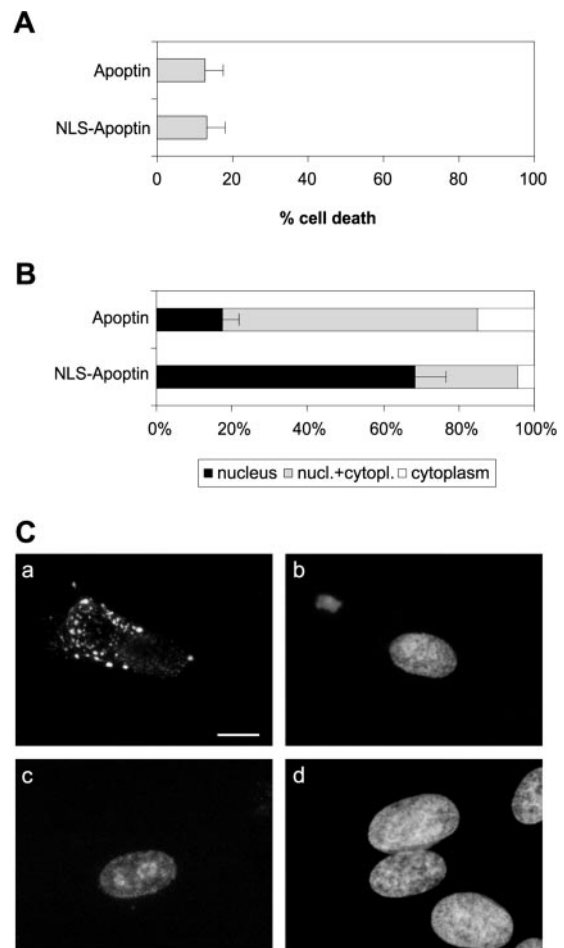 A
Apoptin
NLS-Apoptin
0 20 40 60 80 100
% cell death
B
Apoptin
NLS-Apoptin
0% 20% 40% 60% 80% 100%
nucleus nucl.+cytopl. cytoplasm
C
a b
c d